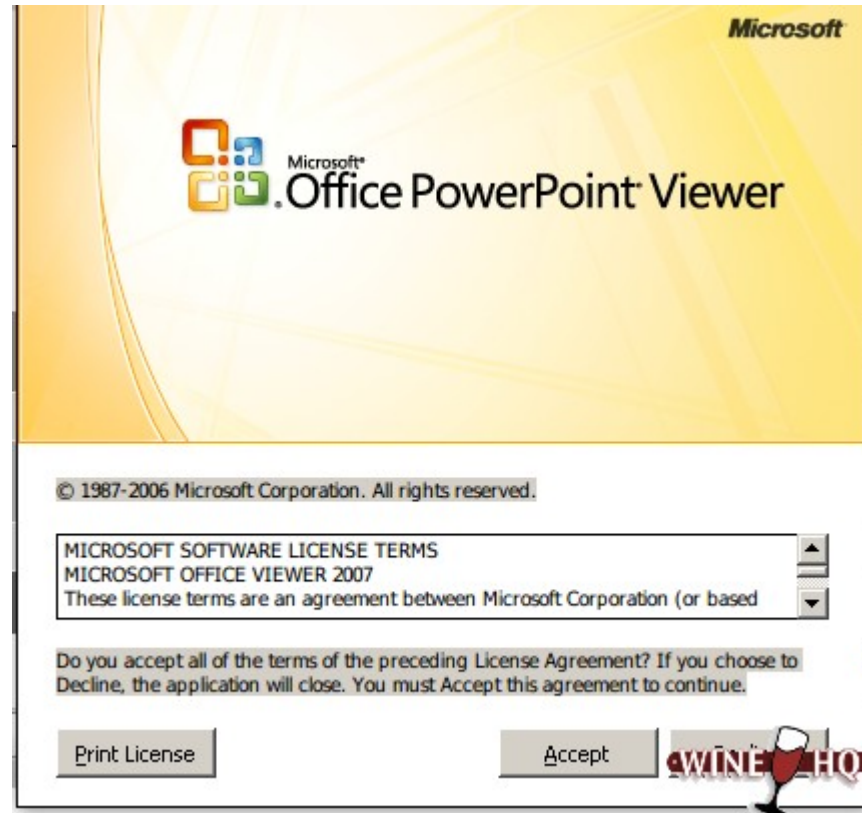 Microsoft
Microsoft®
Office PowerPoint Viewer
© 1987-2006 Microsoft Corporation. All rights reserved.
MICROSOFT SOFTWARE LICENSE TERMS
MICROSOFT OFFICE VIEWER 2007
These license terms are an agreement between Microsoft Corporation (or based
Do you accept all of the terms of the preceding License Agreement? If you choose to
Decline, the application will close. You must Accept this agreement to continue.
Print License
Accept
WINE HQ